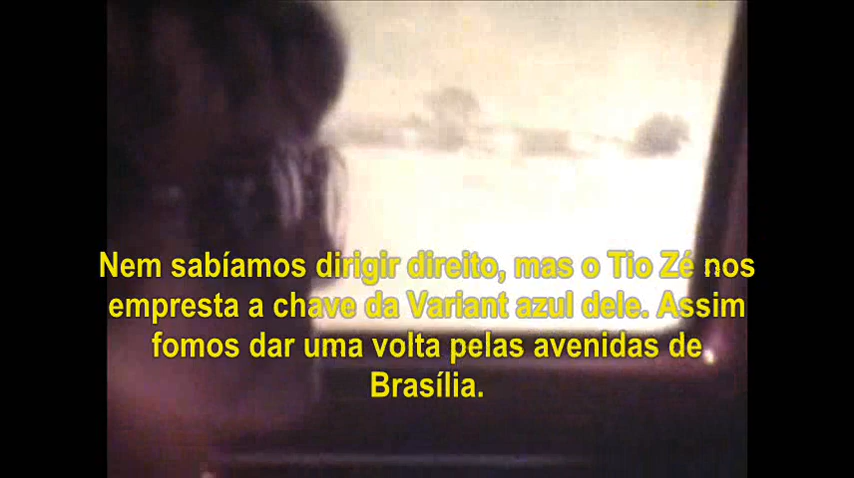 Nem sabíamos dirigir direito, mas o Tio Zé nos
empresta a chave da Variant azul dele. Assim
fomos dar uma volta pelas avenidas de
Brasília.